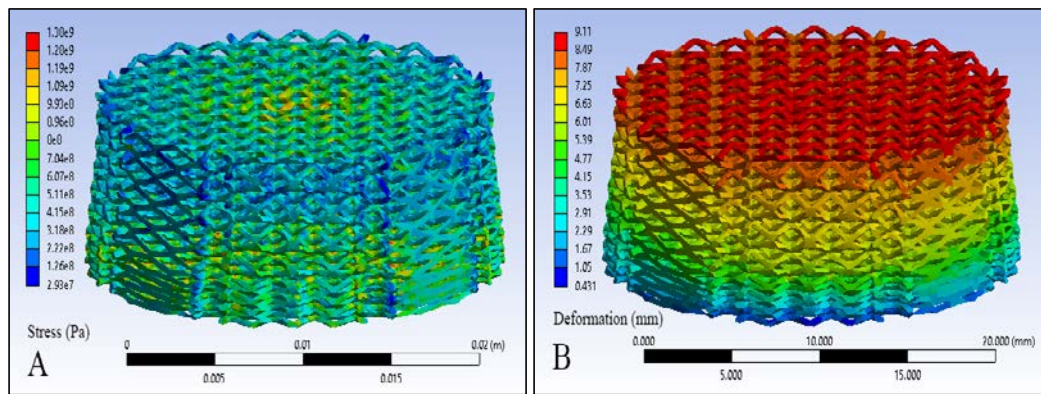 1.30e9
1.20e9
1.09e9
9.93e0
0.96e0
0e0
7.04e8
6.07e8
5.11e8
4.15e8
3.18e8
2.22e8
1.26e8
2.93e7
Stress (Pa)
A
0
0.01
0.02 (m)
0.005
0.015
9.11
8.49
7.87
7.25
6.63
6.01
5.39
4.77
4.15
3.53
2.91
2.29
1.67
1.05
0.431
Deformation (mm)
B
0.000
10.000
20.000 (mm)
5.000
15.000